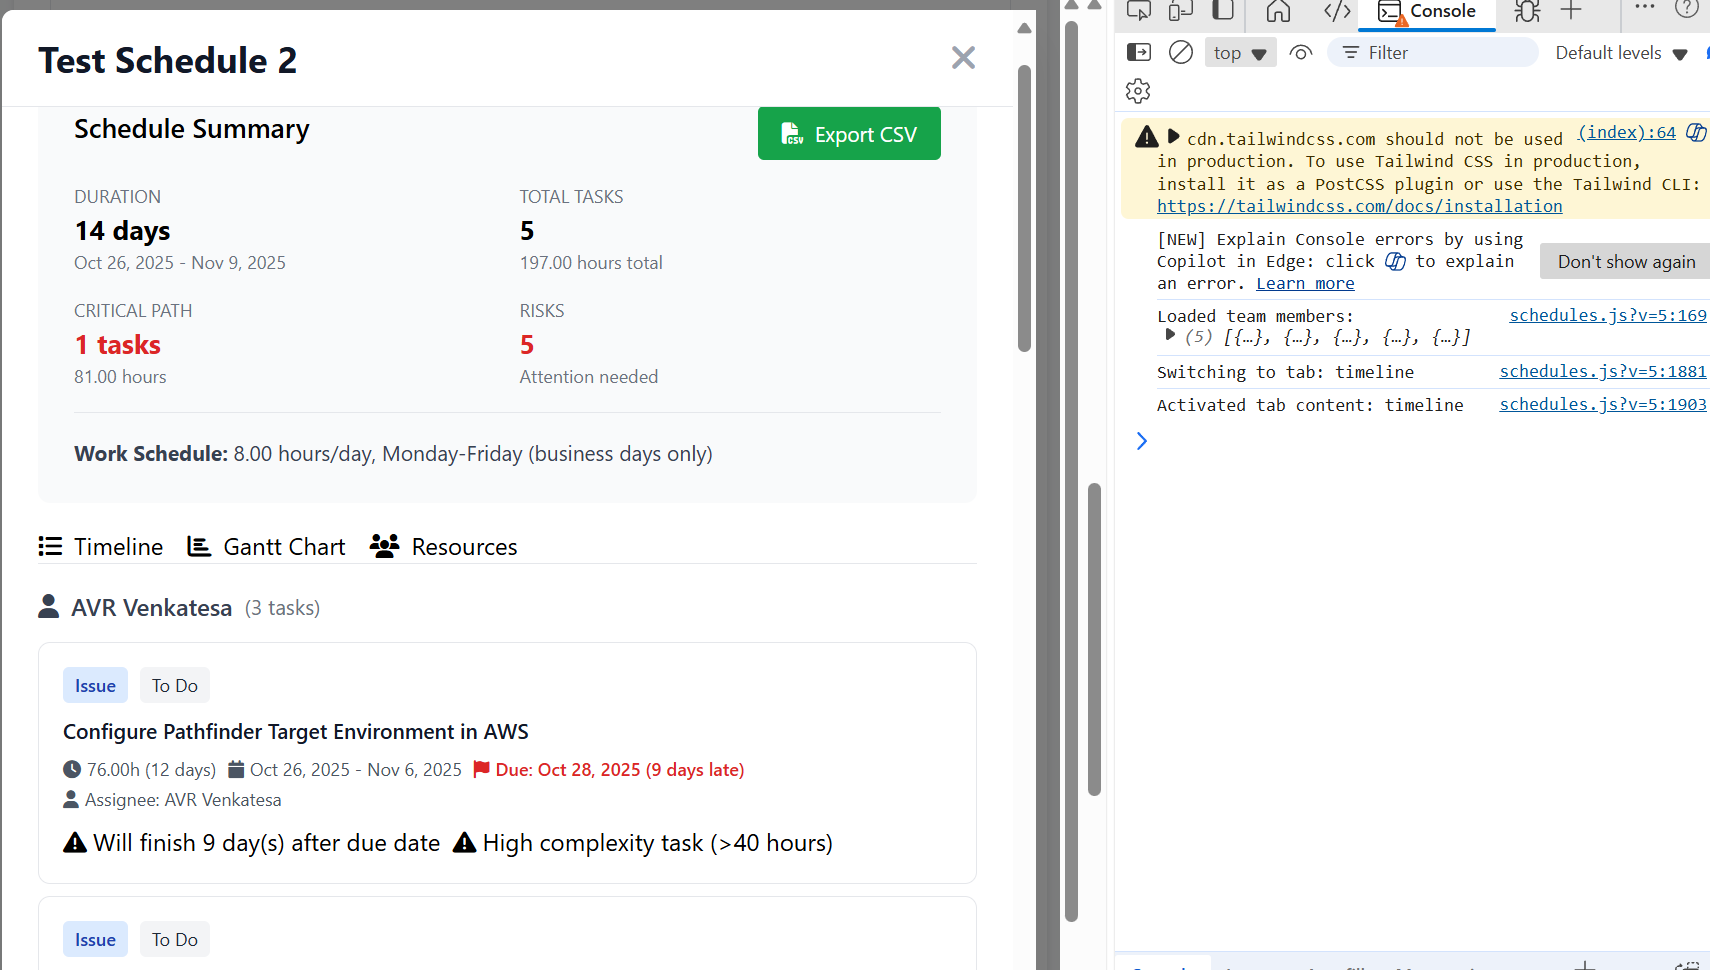 Test Schedule 2
Schedule Summary
Export CSV
DURATION
14 days
Oct 26, 2025 - Nov 9, 2025
TOTAL TASKS
5
197.00 hours total
CRITICAL PATH
1 tasks
81.00 hours
RISKS
5
Attention needed
Work Schedule: 8.00 hours/day, Monday-Friday (business days only)
Timeline Gantt Chart Resources
AVR Venkatesa (3 tasks)
Issue To Do
Configure Pathfinder Target Environment in AWS
76.00h (12 days) Oct 26, 2025 - Nov 6, 2025 Due: Oct 28, 2025 (9 days late)
Assignee: AVR Venkatesa
Will finish 9 day(s) after due date High complexity task (>40 hours)
Issue To Do
Console
top Filter Default levels
cdn.tailwindcss.com should not be used (index):64
in production. To use Tailwind CSS in production,
install it as a PostCSS plugin or use the Tailwind CLI:
https://tailwindcss.com/docs/installation
[NEW] Explain Console errors by using
Copilot in Edge: click to explain
an error. Learn more
Don't show again
Loaded team members: schedules.js?v=5:169
(5) [{…}, {…}, {…}, {…}, {…}]
Switching to tab: timeline schedules.js?v=5:1881
Activated tab content: timeline schedules.js?v=5:1903